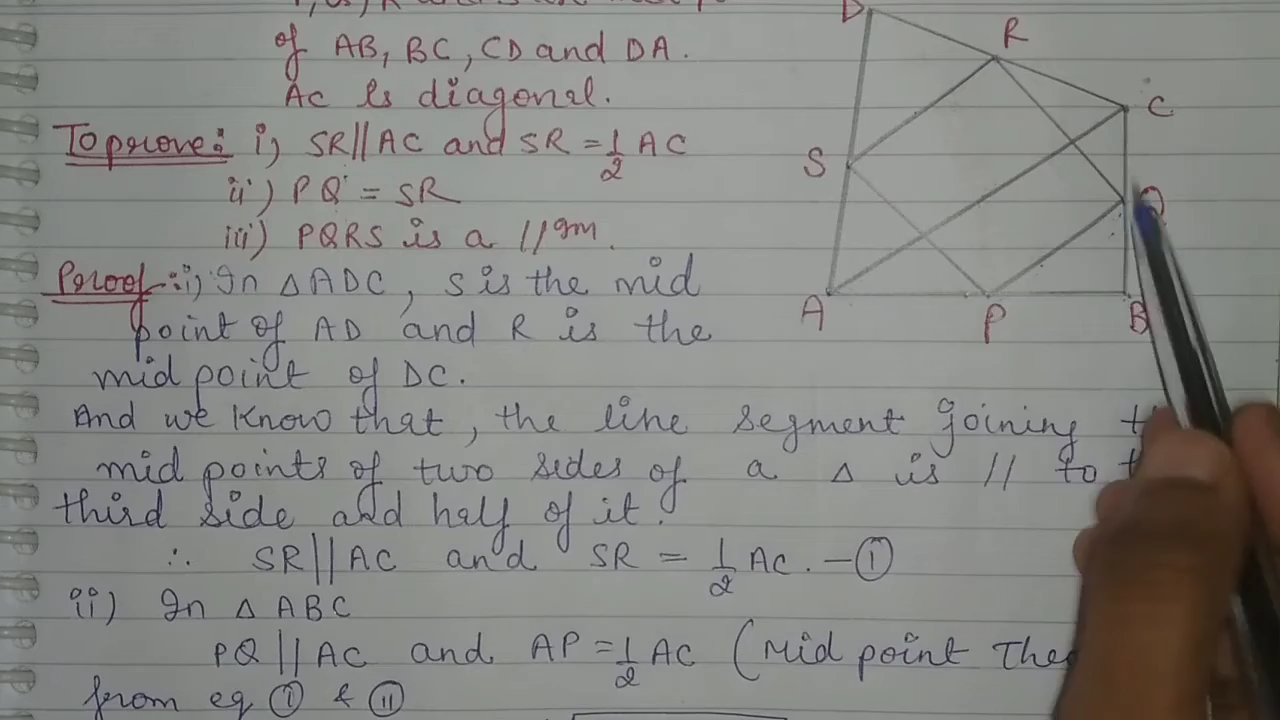 of AB, BC, CD and DA.
AC is diagonal.
To prove: i) SR || AC and SR = 1/2 AC
ii) PQ = SR
iii) PQRS is a //gm.
Proof :- i) In △ ADC, S is the mid
point of AD and R is the
mid point of DC.
And we know that, the line segment joining
mid points of two sides of a △ is // to
third side and half of it.
∴ SR || AC and SR = 1/2 AC. - (I)
ii) In △ ABC
PQ || AC and AP = 1/2 AC (Mid point
from eq (I) & (II)
D
R
C
S
Q
A
P
B